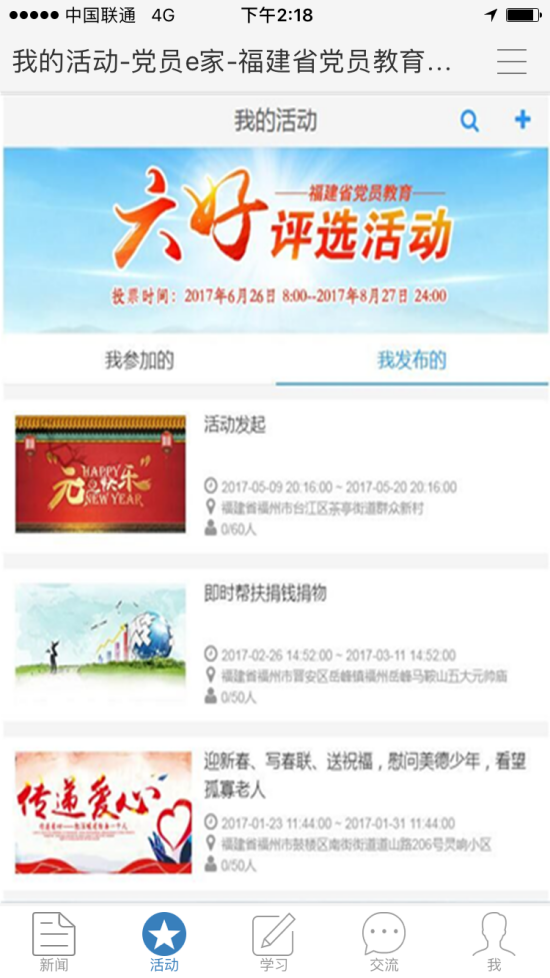 中国联通 4G 下午2:18
我的活动-党员e家-福建省党员教育...
我的活动
六好
福建省党员教育
评选活动
投票时间：2017年6月26日 8:00--2017年8月27日 24:00
我参加的 我发布的
活动发起
HAPPY
元旦快乐
NEW YEAR
2017-05-09 20:16:00 ~ 2017-05-20 20:16:00
福建省福州市台江区茶亭街道群众新村
0/60人
即时帮扶捐钱捐物
2017-02-26 14:52:00 ~ 2017-03-11 14:52:00
福建省福州市晋安区岳峰镇福州岳峰马鞍山五大元帅庙
0/50人
传递爱心
迎新春、写春联、送祝福，慰问美德少年，看望
孤寡老人
2017-01-23 11:44:00 ~ 2017-01-31 11:44:00
福建省福州市鼓楼区南街街道道山路206号灵响小区
0/50人
新闻 活动 学习 交流 我